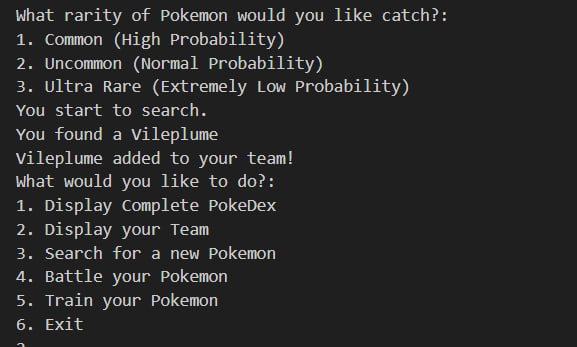 What rarity of Pokemon would you like catch?:
1. Common (High Probability)
2. Uncommon (Normal Probability)
3. Ultra Rare (Extremely Low Probability)
You start to search.
You found a Vileplume
Vileplume added to your team!
What would you like to do?:
1. Display Complete PokeDex
2. Display your Team
3. Search for a new Pokemon
4. Battle your Pokemon
5. Train your Pokemon
6. Exit